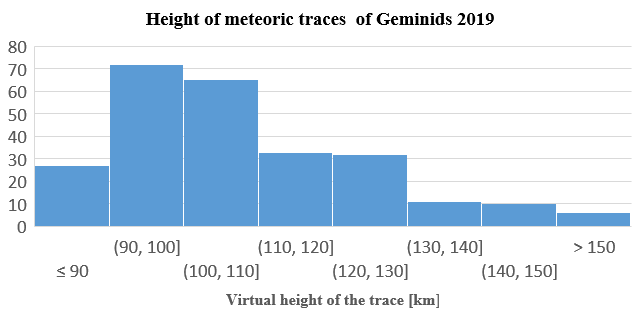 Height of meteoric traces  of Geminids 2019
80
70
60
50
40
30
20
10
0
(90, 100] (110, 120] (130, 140] > 150
≤ 90 (100, 110] (120, 130] (140, 150]
Virtual height of the trace [km]